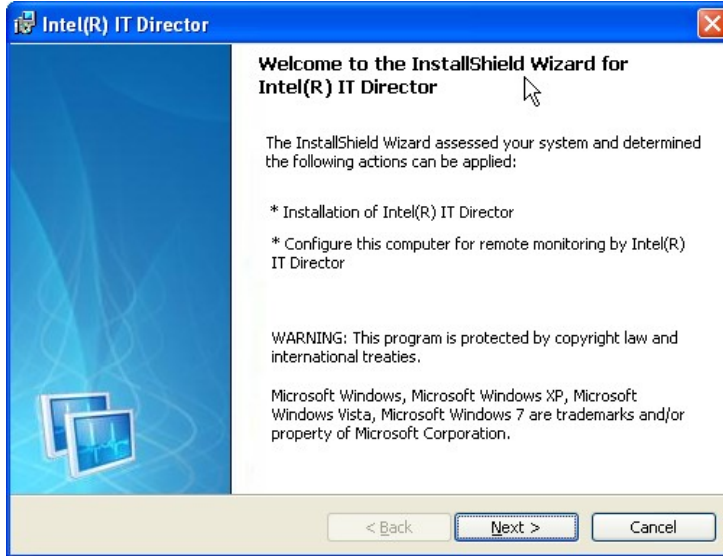 Intel(R) IT Director
Welcome to the InstallShield Wizard for
Intel(R) IT Director
The InstallShield Wizard assessed your system and determined
the following actions can be applied:
* Installation of Intel(R) IT Director
* Configure this computer for remote monitoring by Intel(R)
IT Director
WARNING: This program is protected by copyright law and
international treaties.
Microsoft Windows, Microsoft Windows XP, Microsoft
Windows Vista, Microsoft Windows 7 are trademarks and/or
property of Microsoft Corporation.
< Back Next > Cancel